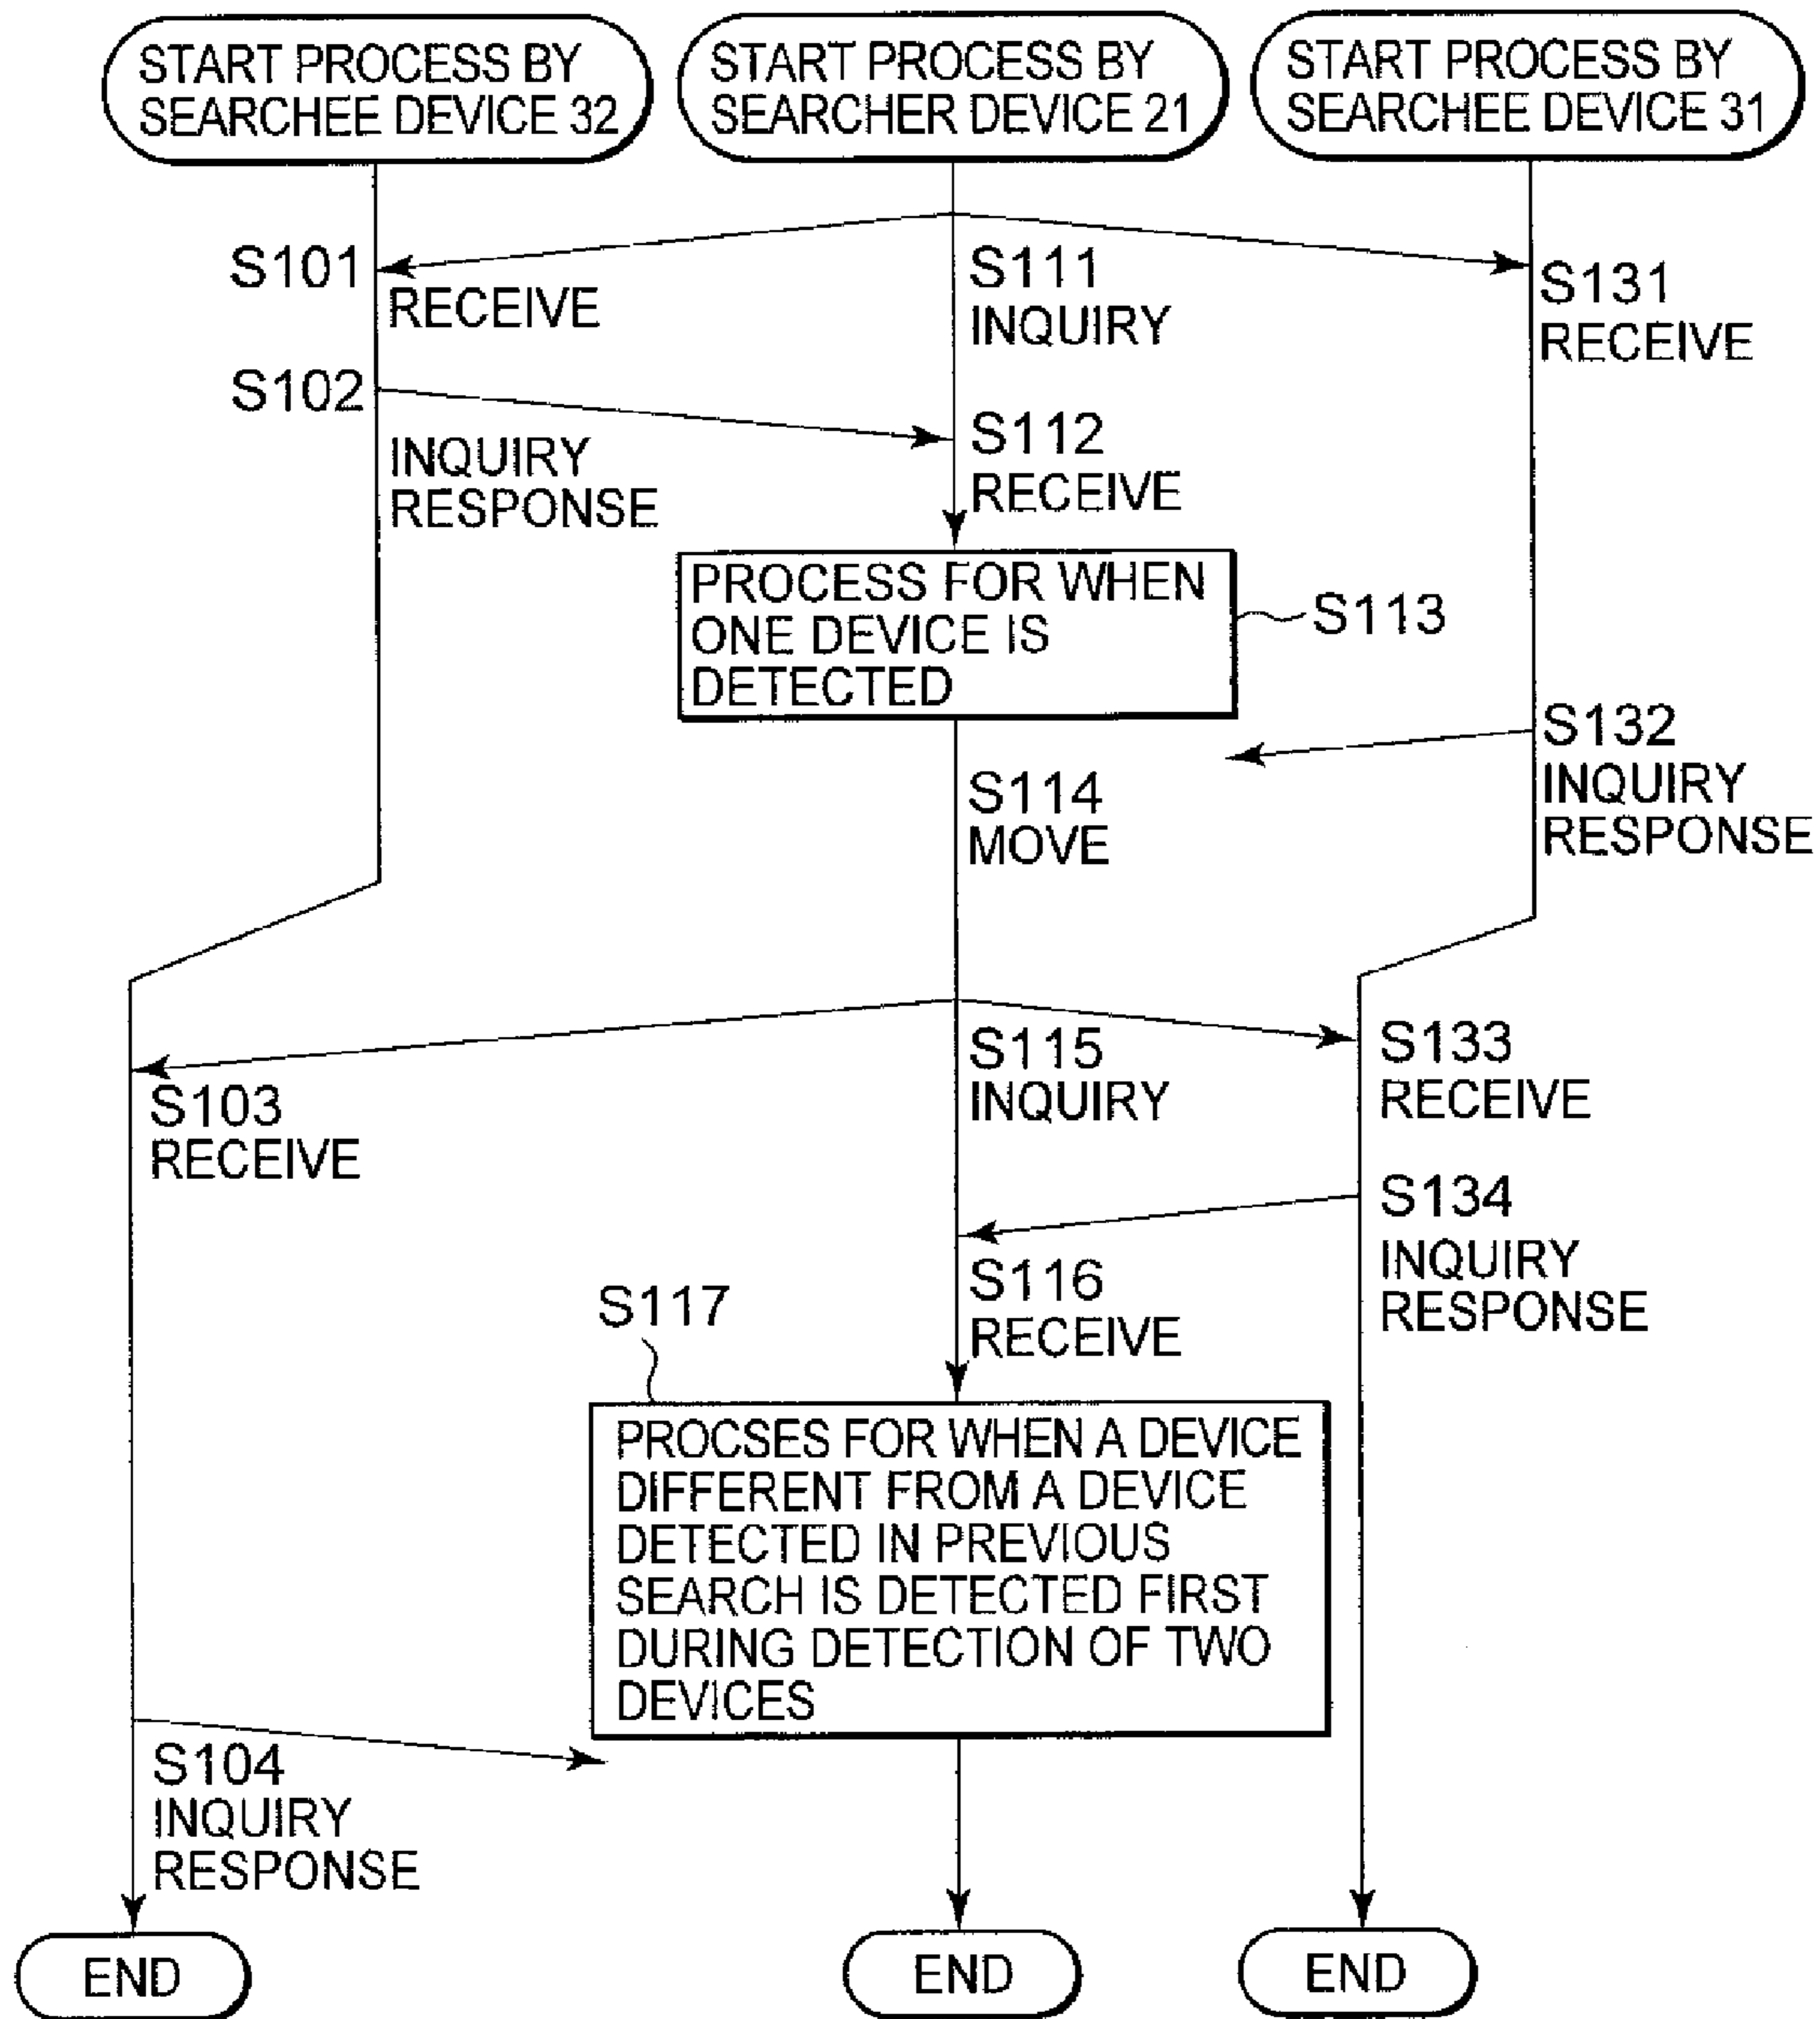 START PROCESS BY
SEARCHEE DEVICE 32
START PROCESS BY
SEARCHER DEVICE 21
START PROCESS BY
SEARCHEE DEVICE 31
S101
RECEIVE
S111
INQUIRY
S131
RECEIVE
S102
INQUIRY
RESPONSE
S112
RECEIVE
PROCESS FOR WHEN
ONE DEVICE IS
DETECTED
S113
S132
INQUIRY
RESPONSE
S114
MOVE
S115
INQUIRY
S133
RECEIVE
S103
RECEIVE
S134
INQUIRY
RESPONSE
S116
RECEIVE
S117
PROCSES FOR WHEN A DEVICE
DIFFERENT FROM A DEVICE
DETECTED IN PREVIOUS
SEARCH IS DETECTED FIRST
DURING DETECTION OF TWO
DEVICES
S104
INQUIRY
RESPONSE
END
END
END